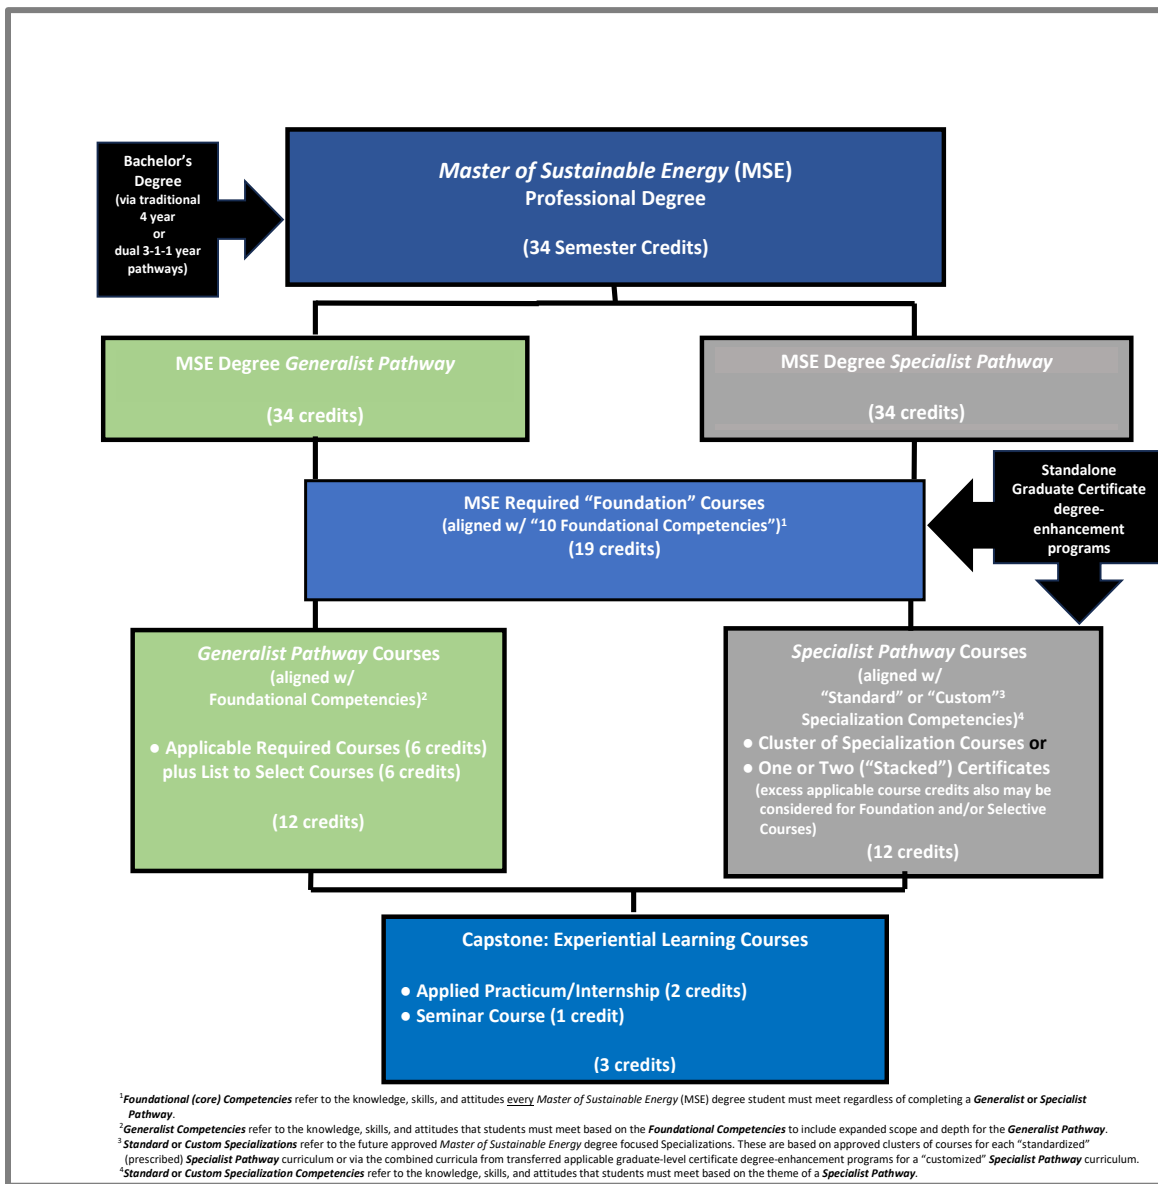 Bachelor’s
Degree
(via traditional
4 year
or
dual 3-1-1 year
pathways)
Master of Sustainable Energy (MSE)
Professional Degree
(34 Semester Credits)
MSE Degree Generalist Pathway
(34 credits)
MSE Degree Specialist Pathway
(34 credits)
MSE Required “Foundation” Courses
(aligned w/ “10 Foundational Competencies”)¹
(19 credits)
Standalone
Graduate Certificate
degree-
enhancement
programs
Generalist Pathway Courses
(aligned w/
Foundational Competencies)²
● Applicable Required Courses (6 credits)
plus List to Select Courses (6 credits)
(12 credits)
Specialist Pathway Courses
(aligned w/
“Standard” or “Custom”³
Specialization Competencies)⁴
● Cluster of Specialization Courses or
● One or Two (“Stacked”) Certificates
(excess applicable course credits also may be
considered for Foundation and/or Selective
Courses)
(12 credits)
Capstone: Experiential Learning Courses
● Applied Practicum/Internship (2 credits)
● Seminar Course (1 credit)
(3 credits)
¹Foundational (core) Competencies refer to the knowledge, skills, and attitudes every Master of Sustainable Energy (MSE) degree student must meet regardless of completing a Generalist or Specialist
Pathway.
²Generalist Competencies refer to the knowledge, skills, and attitudes that students must meet based on the Foundational Competencies to include expanded scope and depth for the Generalist Pathway.
³ Standard or Custom Specializations refer to the future approved Master of Sustainable Energy degree focused Specializations. These are based on approved clusters of courses for each “standardized”
(prescribed) Specialist Pathway curriculum or via the combined curricula from transferred applicable graduate-level certificate degree-enhancement programs for a “customized” Specialist Pathway curriculum.
⁴Standard or Custom Specialization Competencies refer to the knowledge, skills, and attitudes that students must meet based on the theme of a Specialist Pathway.